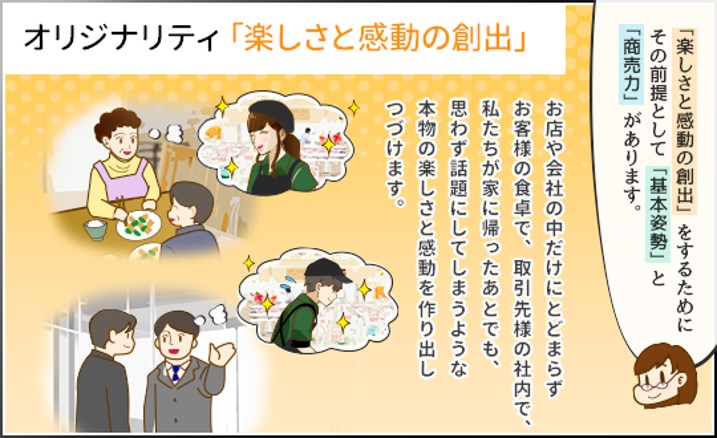 オリジナリティ「楽しさと感動の創出」
「楽しさと感動の創出」をするために
その前提として「基本姿勢」と
「商売力」があります。
お店や会社の中だけにとどまらず
お客様の食卓で、取引先様の社内で、
私たちが家に帰ったあとでも、
思わず話題にしてしまうような
本物の楽しさと感動を作り出し
つづけます。